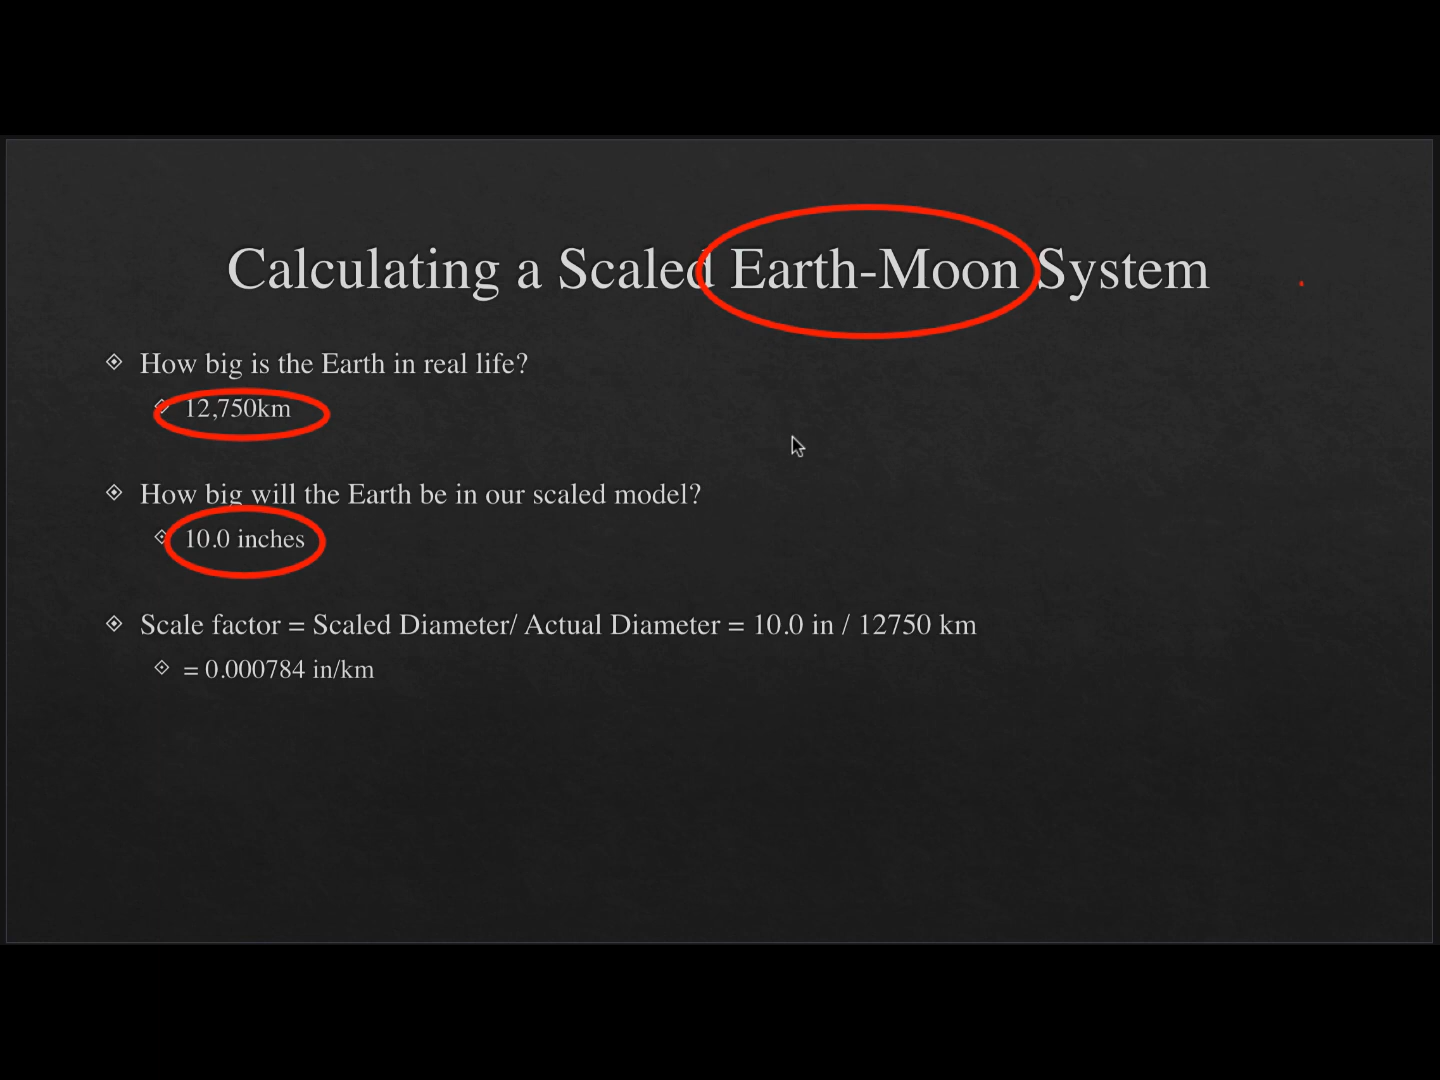 Calculating a Scaled Earth-Moon System
How big is the Earth in real life?
12,750km
How big will the Earth be in our scaled model?
10.0 inches
Scale factor = Scaled Diameter/ Actual Diameter = 10.0 in / 12750 km
= 0.000784 in/km